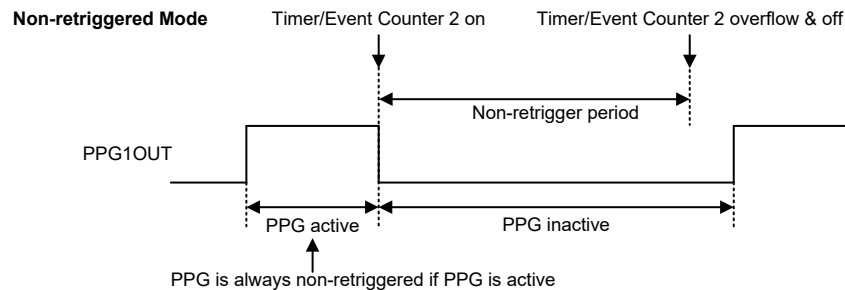 Non-retriggered Mode
Timer/Event Counter 2 on
Timer/Event Counter 2 overflow & off
Non-retrigger period
PPG1OUT
PPG active
PPG inactive
PPG is always non-retriggered if PPG is active